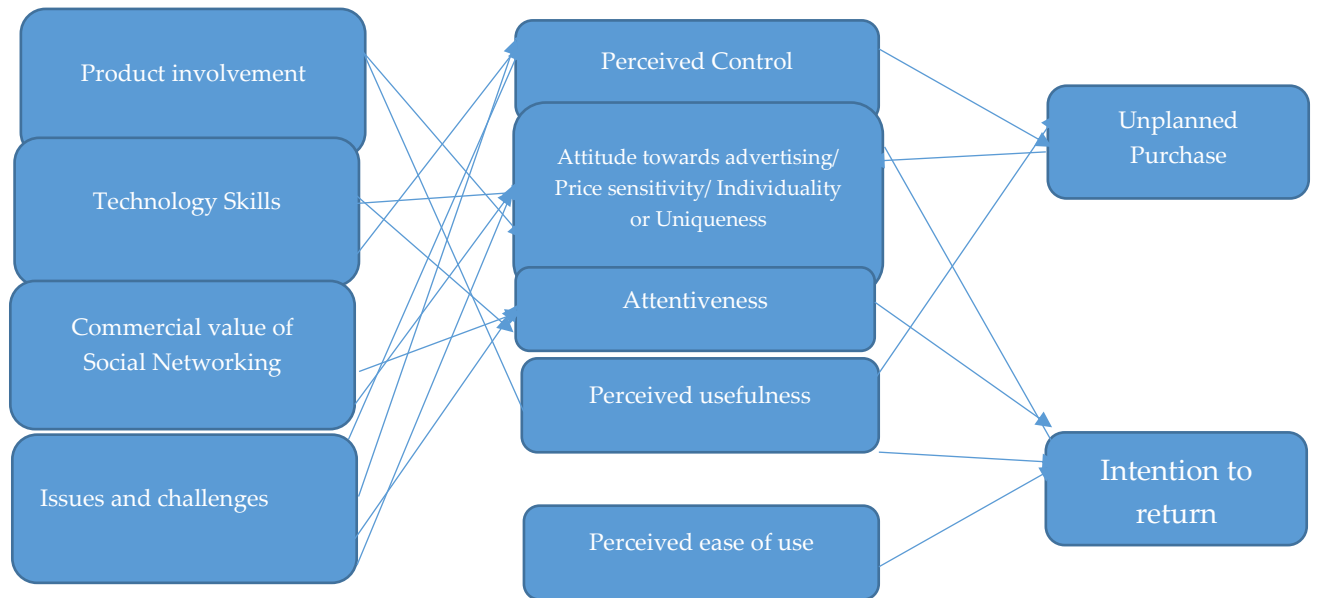 Product involvement
Technology Skills
Commercial value of
Social Networking
Issues and challenges
Perceived Control
Attitude towards advertising/
Price sensitivity/ Individuality
or Uniqueness
Attentiveness
Perceived usefulness
Perceived ease of use
Unplanned
Purchase
Intention to
return